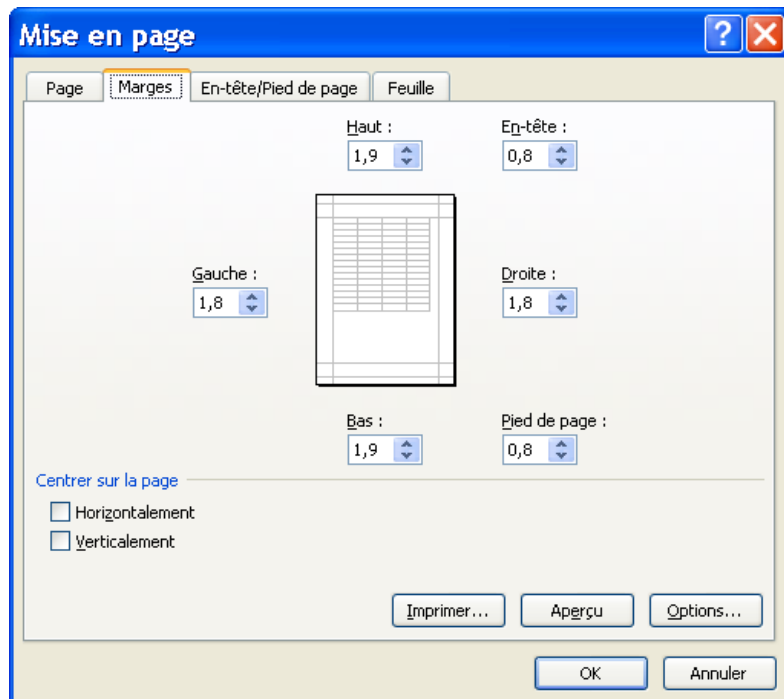 Mise en page
Page Marges En-tête/Pied de page Feuille
Haut : En-tête :
1,9 0,8
Gauche : Droite :
1,8 1,8
Bas : Pied de page :
1,9 0,8
Centrer sur la page
Horizontalement
Verticalement
Imprimer... Aperçu Options...
OK Annuler